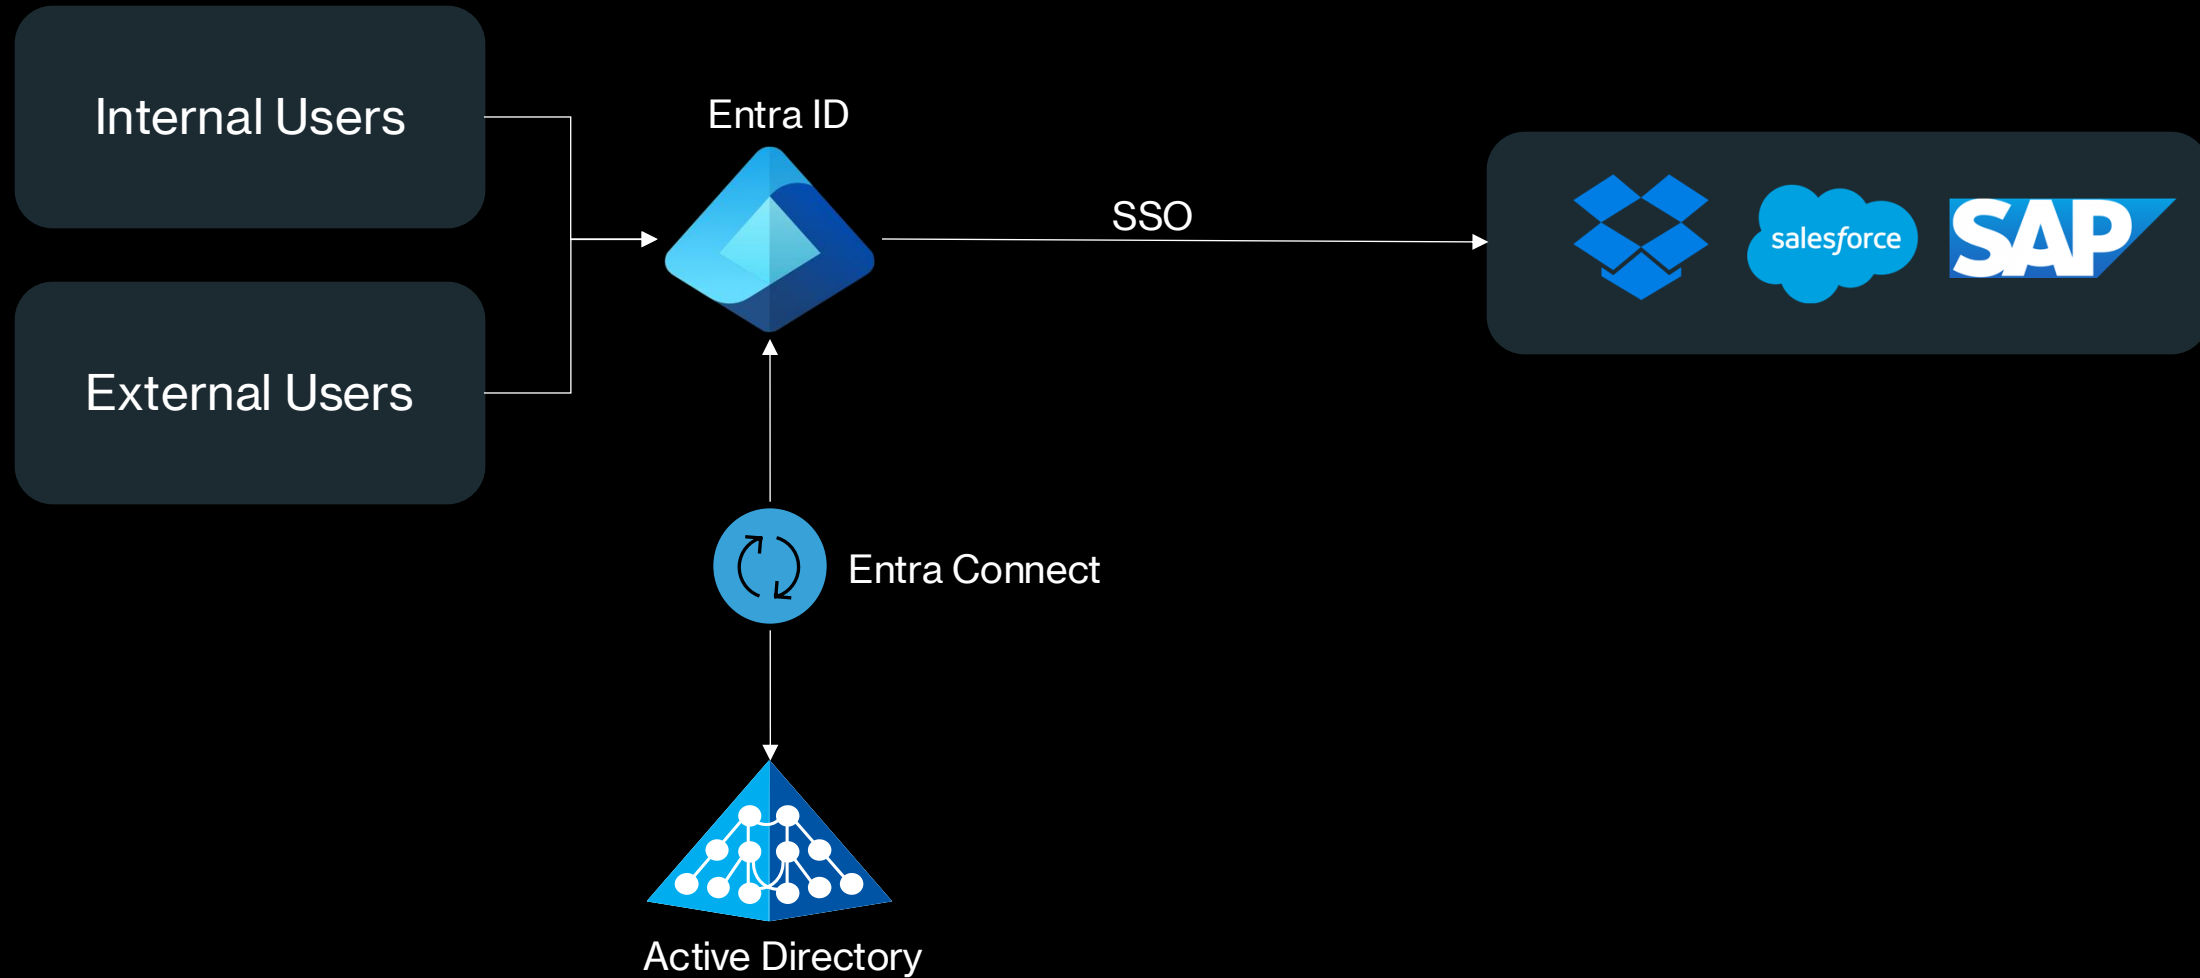 Internal Users
Entra ID
SSO
salesforce
SAP
External Users
Entra Connect
Active Directory